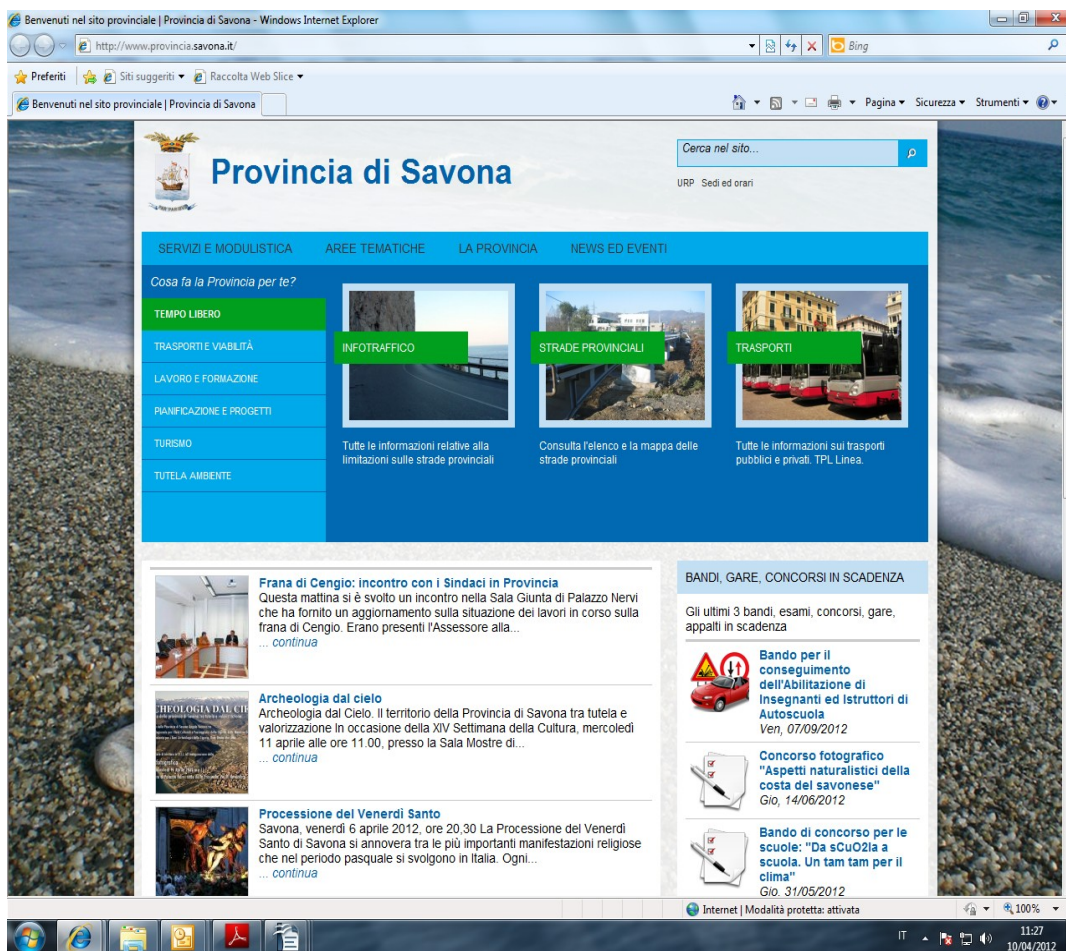 Benvenuti nel sito provinciale | Provincia di Savona - Windows Internet Explorer
http://www.provincia.savona.it/
Bing
Preferiti
Siti suggeriti
Raccolta Web Slice
Benvenuti nel sito provinciale | Provincia di Savona
Pagina
Sicurezza
Strumenti
Provincia di Savona
Cerca nel sito...
URP Sedi ed orari
SERVIZI E MODULISTICA
AREE TEMATICHE
LA PROVINCIA
NEWS ED EVENTI
Cosa fa la Provincia per te?
TEMPO LIBERO
TRASPORTI E VIABILITÀ
LAVORO E FORMAZIONE
PIANIFICAZIONE E PROGETTI
TURISMO
TUTELA AMBIENTE
INFOTRAFFICO
Tutte le informazioni relative alla
limitazioni sulle strade provinciali
STRADE PROVINCIALI
Consulta l'elenco e la mappa delle
strade provinciali
TRASPORTI
Tutte le informazioni sui trasporti
pubblici e privati. TPL Linea.
Frana di Cengio: incontro con i Sindaci in Provincia
Questa mattina si è svolto un incontro nella Sala Giunta di Palazzo Nervi
che ha fornito un aggiornamento sulla situazione dei lavori in corso sulla
frana di Cengio. Erano presenti l'Assessore alla...
... continua
Archeologia dal cielo
Archeologia dal Cielo. Il territorio della Provincia di Savona tra tutela e
valorizzazione In occasione della XIV Settimana della Cultura, mercoledì
11 aprile alle ore 11.00, presso la Sala Mostre di...
... continua
Processione del Venerdì Santo
Savona, venerdì 6 aprile 2012, ore 20,30 La Processione del Venerdì
Santo di Savona si annovera tra le più importanti manifestazioni religiose
che nel periodo pasquale si svolgono in Italia. Ogni...
... continua
BANDI, GARE, CONCORSI IN SCADENZA
Gli ultimi 3 bandi, esami, concorsi, gare,
appalti in scadenza
Bando per il
conseguimento
dell'Abilitazione di
Insegnanti ed Istruttori di
Autoscuola
Ven, 07/09/2012
Concorso fotografico
"Aspetti naturalistici della
costa del savonese"
Gio, 14/06/2012
Bando di concorso per le
scuole: "Da sCuO2la a
scuola. Un tam tam per il
clima"
Gio, 31/05/2012
Internet | Modalità protetta: attivata
100%
IT
11:27
10/04/2012